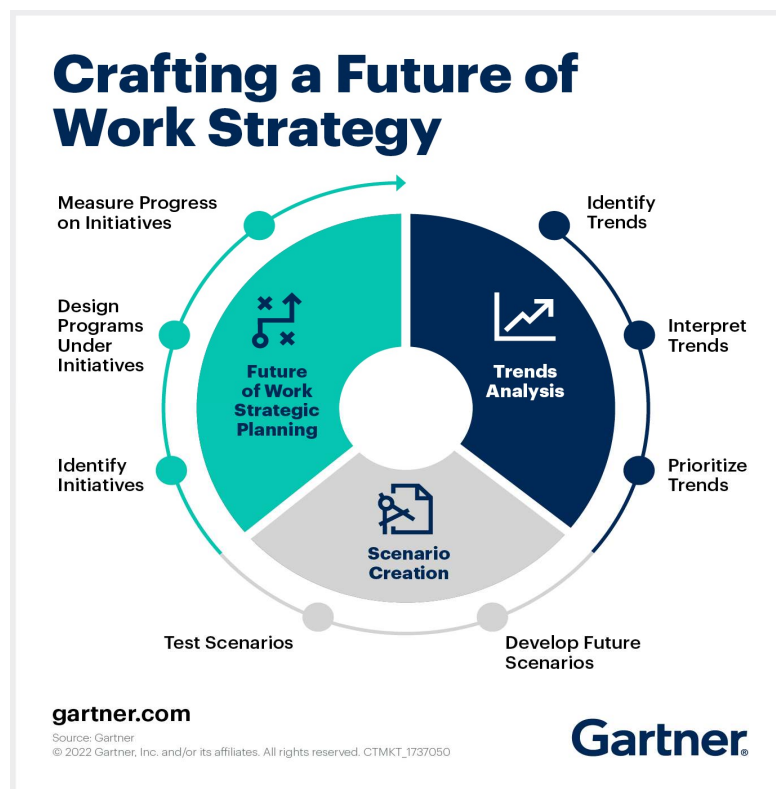 Crafting a Future of
Work Strategy
Measure Progress
on Initiatives
Identify
Trends
Design
Programs
Under
Initiatives
Interpret
Trends
Future
of Work
Strategic
Planning
Trends
Analysis
Identify
Initiatives
Prioritize
Trends
Scenario
Creation
Test Scenarios
Develop Future
Scenarios
gartner.com
Source: Gartner
© 2022 Gartner, Inc. and/or its affiliates. All rights reserved. CTMKT_1737050
Gartner®